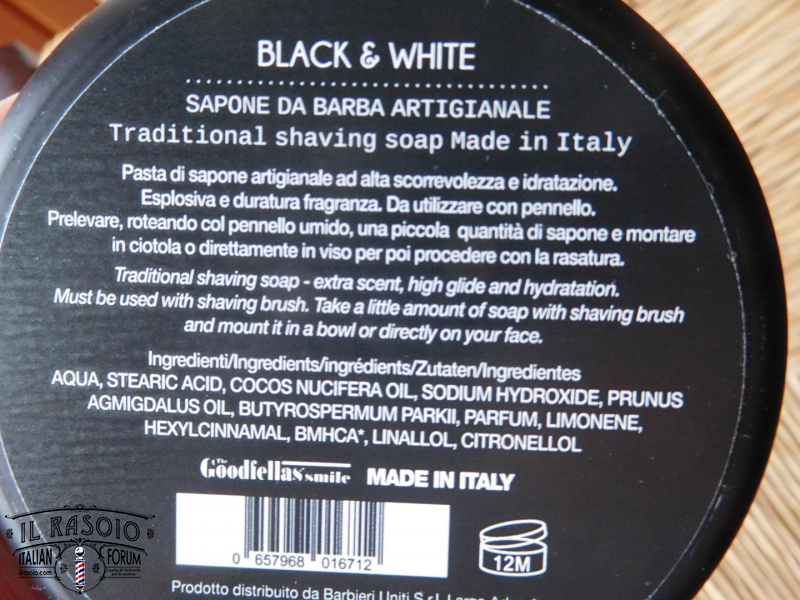 BLACK & WHITE
SAPONE DA BARBA ARTIGIANALE
Traditional shaving soap Made in Italy
Pasta di sapone artigianale ad alta scorrevolezza e idratazione.
Esplosiva e duratura fragranza. Da utilizzare con pennello.
Prelevare, roteando col pennello umido, una piccola quantità di sapone e montare
in ciotola o direttamente in viso per poi procedere con la rasatura.
Traditional shaving soap - extra scent, high glide and hydratation.
Must be used with shaving brush. Take a little amount of soap with shaving brush
and mount it in a bowl or directly on your face.
Ingredienti/Ingredients/ingrédients/Zutaten/Ingredientes
AQUA, STEARIC ACID, COCOS NUCIFERA OIL, SODIUM HYDROXIDE, PRUNUS
AGMIGDALUS OIL, BUTYROSPERMUM PARKII, PARFUM, LIMONENE,
HEXYLCINNAMAL, BMHCA*, LINALLOL, CITRONELLOL
The Goodfellas' smile MADE IN ITALY
0 657968 016712
12M
Prodotto distribuito da Barbieri Uniti S.r.l. Largo
IL RASOIO
ITALIAN FORUM
ilrasoio.com